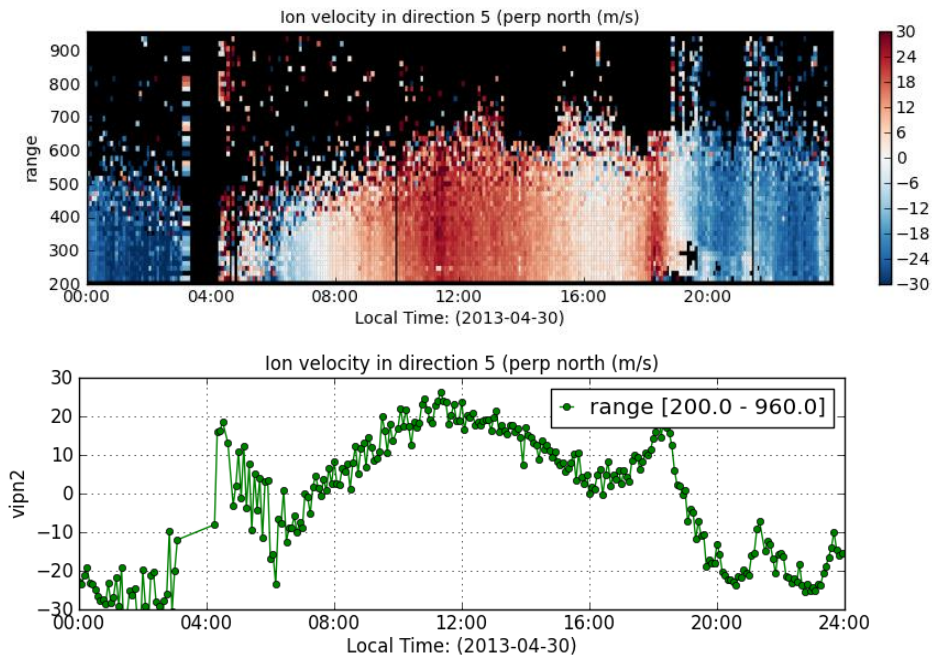 Ion velocity in direction 5 (perp north (m/s)
900
800
700
600
500
400
300
200
range
00:00 04:00 08:00 12:00 16:00 20:00
Local Time: (2013-04-30)
30
24
18
12
6
0
−6
−12
−18
−24
−30
Ion velocity in direction 5 (perp north (m/s)
30
20
10
0
−10
−20
−30
vipn2
range [200.0 - 960.0]
00:00 04:00 08:00 12:00 16:00 20:00 24:00
Local Time: (2013-04-30)